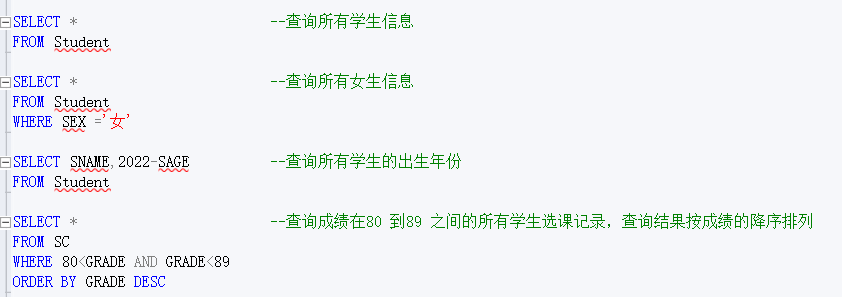 SELECT * --查询所有学生信息
FROM Student
SELECT * --查询所有女生信息
FROM Student
WHERE SEX ='女'
SELECT SNAME,2022-SAGE --查询所有学生的出生年份
FROM Student
SELECT * --查询成绩在80 到89 之间的所有学生选课记录，查询结果按成绩的降序排列
FROM SC
WHERE 80<GRADE AND GRADE<89
ORDER BY GRADE DESC